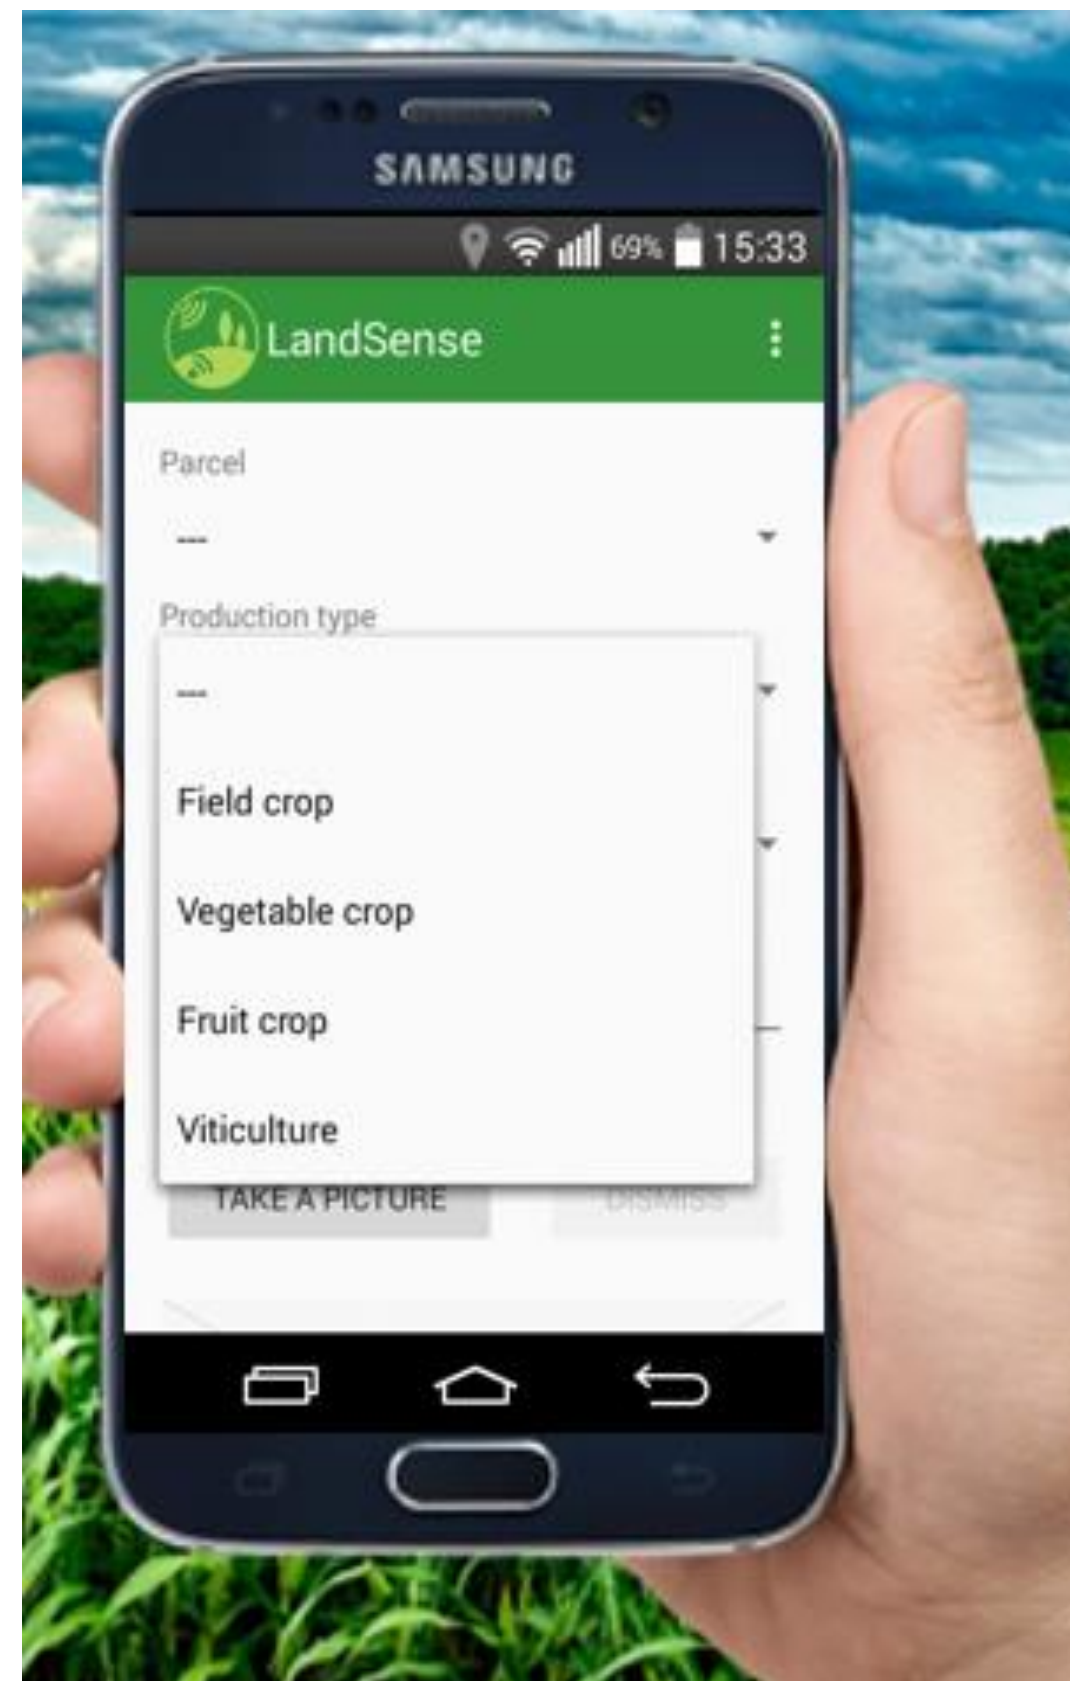 SAMSUNG
69% 15:33
LandSense
Parcel
---
Production type
---
Field crop
Vegetable crop
Fruit crop
Viticulture
TAKE A PICTURE DISMISS